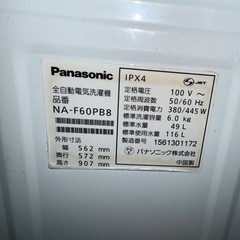 Panasonic
全自動電気洗濯機
品番
NA-F60PB8
外形寸法
幅 562 mm
奥行 572 mm
高さ 907 mm
IPX4
JET
定格電圧 100 V~
定格周波数 50/60 Hz
定格消費電力 380/445 W
標準洗濯容量 6.0 kg
標準水量 49 L
標準使用水量 116 L
製造番号 1561301172
パナソニック株式会社
中国製